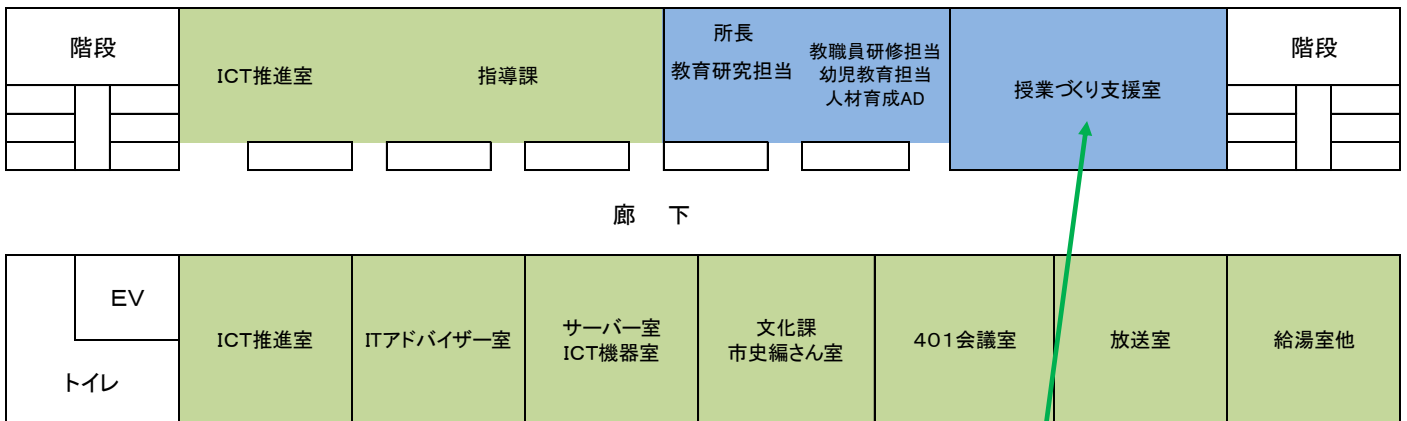 階段
ICT推進室
指導課
所長
教育研究担当
教職員研修担当
幼児教育担当
人材育成AD
授業づくり支援室
階段
廊　下
EV
トイレ
ICT推進室
ITアドバイザー室
サーバー室
ICT機器室
文化課
市史編さん室
401会議室
放送室
給湯室他